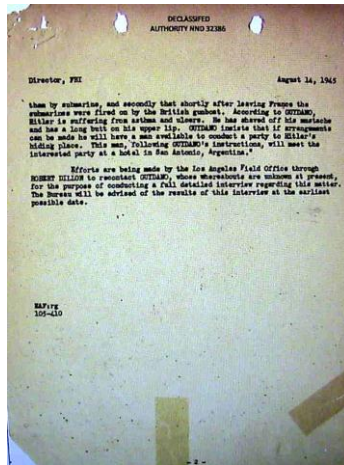 DECLASSIFED
AUTHORITY NND 32386
Director, FBI August 14, 1945
them by submarine, and secondly that shortly after leaving France the
submarines were fired on by the British gunboat. According to GUIDANO,
Hitler is suffering from asthma and ulcers. He has shaved off his mustache
and has a long butt on his upper lip. GUIDANO insists that if arrangements
can be made he will have a man available to conduct a party to Hitler's
hiding place. This man, following GUIDANO's instructions, will meet the
interested party at a hotel in San Antonio, Argentina."
Efforts are being made by the Los Angeles Field Office through
ROBERT DILLON to recontact GUIDANO, whose whereabouts are unknown at present,
for the purpose of conducting a full detailed interview regarding this matter.
The Bureau will be advised of the results of this interview at the earliest
possible date.
105-410
- 2 -